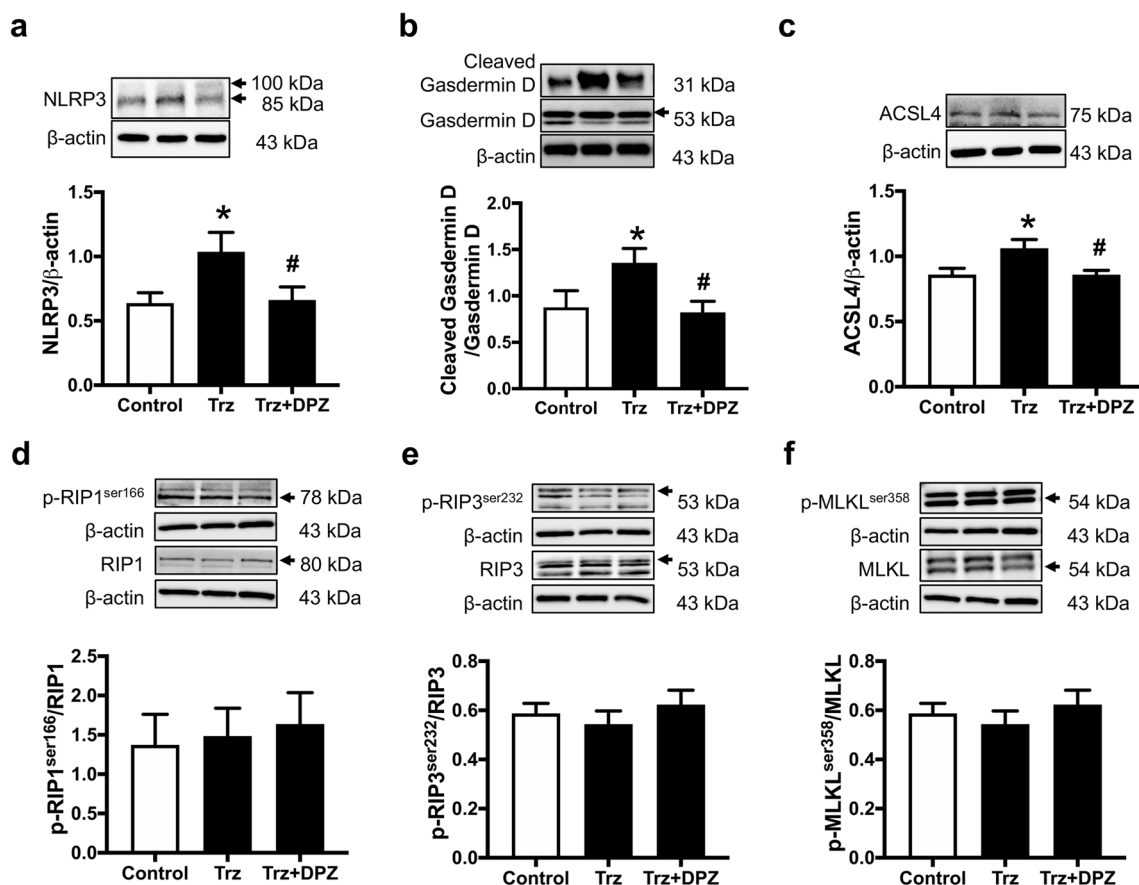 a
NLRP3
100 kDa
85 kDa
β-actin
43 kDa
NLRP3/β-actin
1.5
1.0
0.5
0.0
*
#
Control Trz Trz+DPZ
b
Cleaved
Gasdermin D
31 kDa
Gasdermin D
53 kDa
β-actin
43 kDa
Cleaved Gasdermin D
/Gasdermin D
2.0
1.5
1.0
0.5
0.0
*
#
Control Trz Trz+DPZ
c
ACSL4
75 kDa
β-actin
43 kDa
ACSL4/β-actin
1.5
1.0
0.5
0.0
*
#
Control Trz Trz+DPZ
d
p-RIP1ser166
78 kDa
β-actin
43 kDa
RIP1
80 kDa
β-actin
43 kDa
p-RIP1ser166/RIP1
2.5
2.0
1.5
1.0
0.5
0.0
Control Trz Trz+DPZ
e
p-RIP3ser232
53 kDa
β-actin
43 kDa
RIP3
53 kDa
β-actin
43 kDa
p-RIP3ser232/RIP3
0.8
0.6
0.4
0.2
0.0
Control Trz Trz+DPZ
f
p-MLKLser358
54 kDa
β-actin
43 kDa
MLKL
54 kDa
β-actin
43 kDa
p-MLKLser358/MLKL
0.8
0.6
0.4
0.2
0.0
Control Trz Trz+DPZ